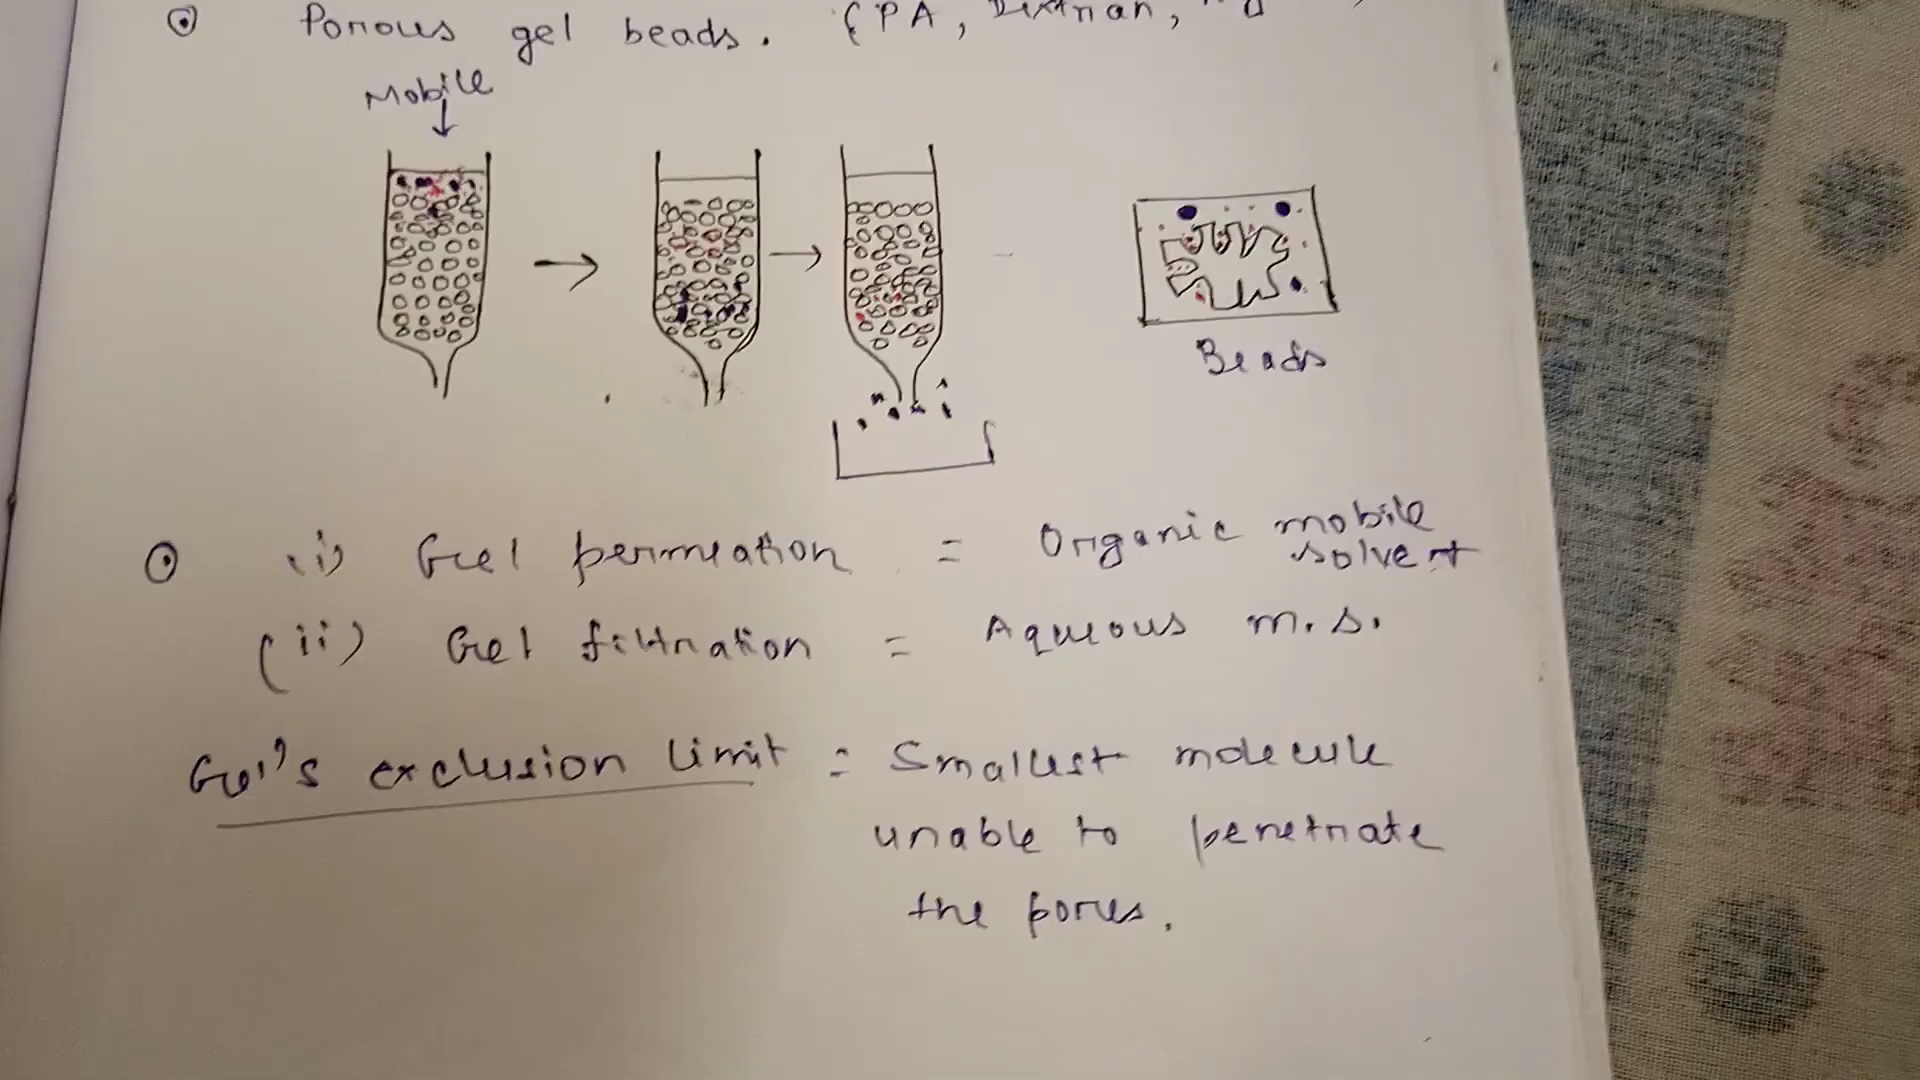 ⊙ Porous gel beads. {PA, Dextran,
Mobile
Beads
⊙ (i) Gel permeation = Organic mobile
solvent
(ii) Gel filtration = Aqueous m.s.
Gel's exclusion limit = Smallest molecule
unable to penetrate
the pores.